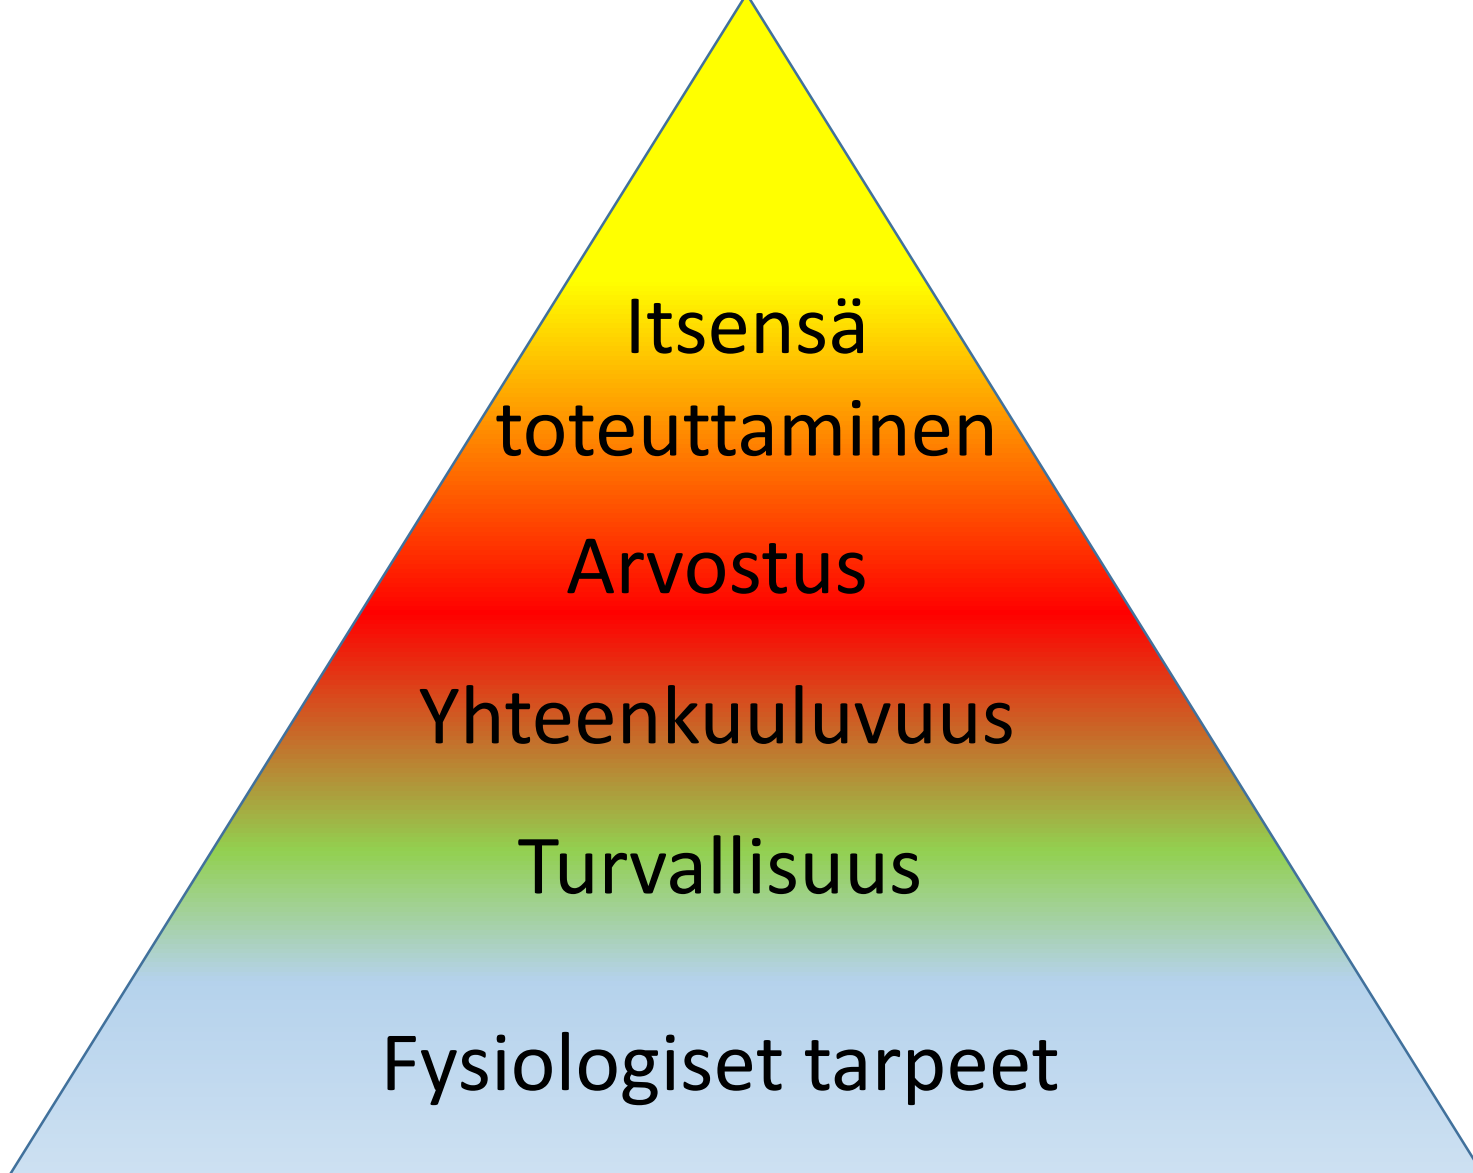 Itsensä
toteuttaminen
Arvostus
Yhteenkuuluvuus
Turvallisuus
Fysiologiset tarpeet